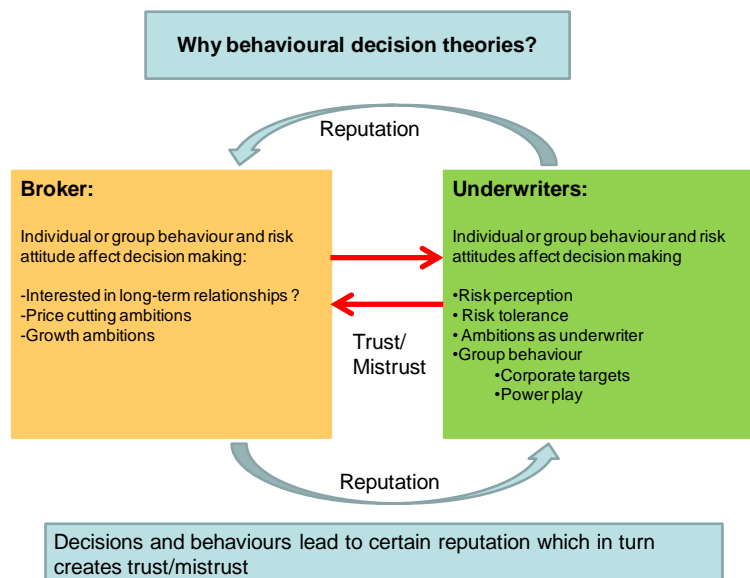 Why behavioural decision theories?
Reputation
Broker:
Individual or group behaviour and risk
attitude affect decision making:
-Interested in long-term relationships ?
-Price cutting ambitions
-Growth ambitions
Trust/
Mistrust
Underwriters:
Individual or group behaviour and risk
attitudes affect decision making
•Risk perception
• Risk tolerance
• Ambitions as underwriter
•Group behaviour
•Corporate targets
•Power play
Reputation
Decisions and behaviours lead to certain reputation which in turn
creates trust/mistrust